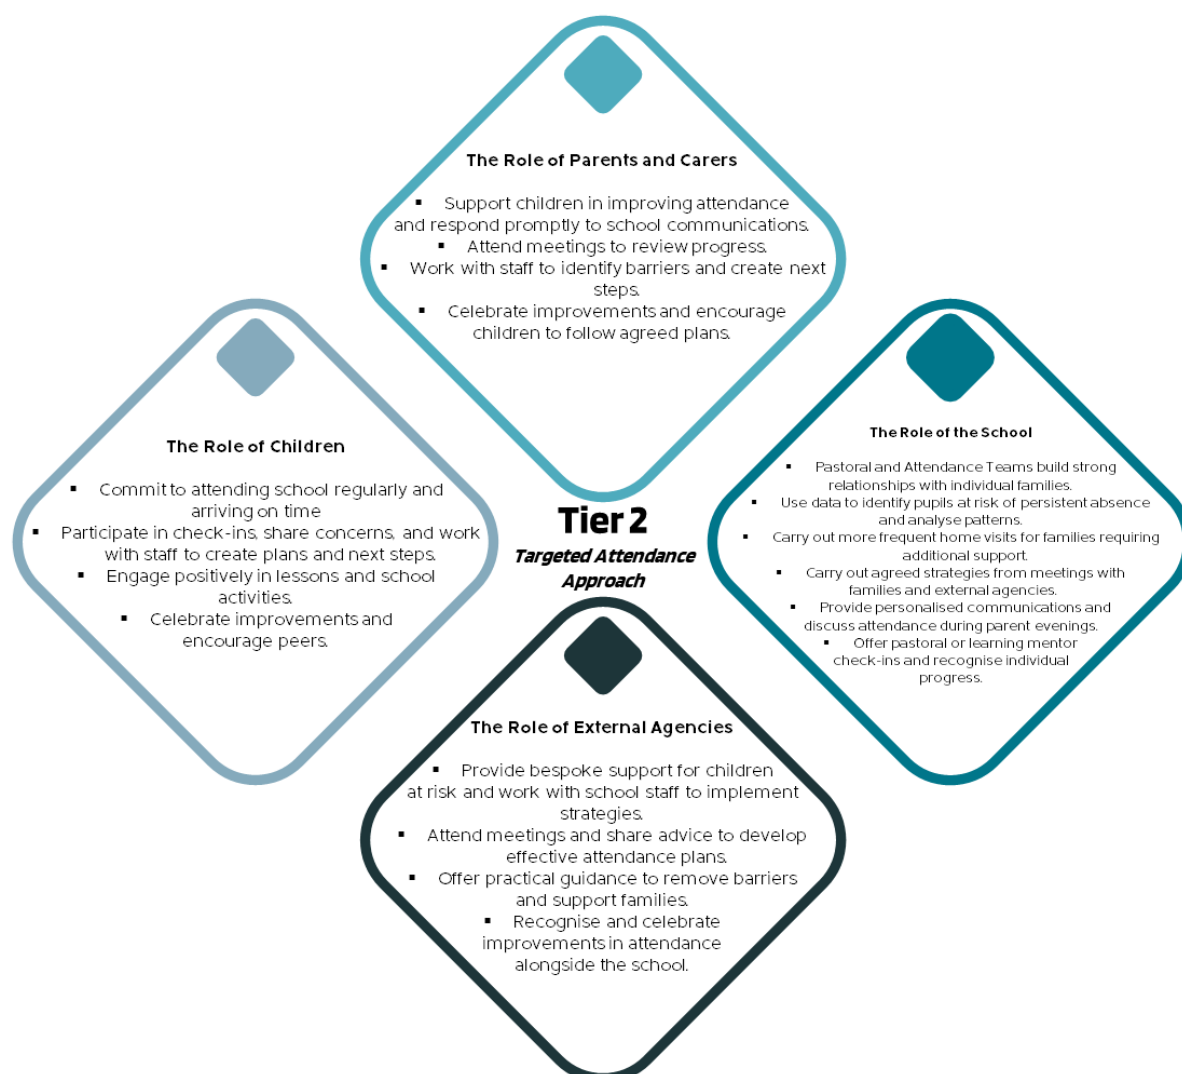 The Role of Parents and Carers
▪ Support children in improving attendance
and respond promptly to school communications.
▪ Attend meetings to review progress.
▪ Work with staff to identify barriers and create next
steps.
▪ Celebrate improvements and encourage
children to follow agreed plans.
The Role of Children
▪ Commit to attending school regularly and
arriving on time
▪ Participate in check-ins, share concerns, and work
with staff to create plans and next steps.
▪ Engage positively in lessons and school
activities.
▪ Celebrate improvements and
encourage peers.
Tier 2
Targeted Attendance
Approach
The Role of the School
▪ Pastoral and Attendance Teams build strong
relationships with individual families.
▪ Use data to identify pupils at risk of persistent absence
and analyse patterns.
▪ Carry out more frequent home visits for families requiring
additional support.
▪ Carry out agreed strategies from meetings with
families and external agencies.
▪ Provide personalised communications and
discuss attendance during parent evenings.
▪ Offer pastoral or learning mentor
check-ins and recognise individual
progress.
The Role of External Agencies
▪ Provide bespoke support for children
at risk and work with school staff to implement
strategies.
▪ Attend meetings and share advice to develop
effective attendance plans.
▪ Offer practical guidance to remove barriers
and support families.
▪ Recognise and celebrate
improvements in attendance
alongside the school.